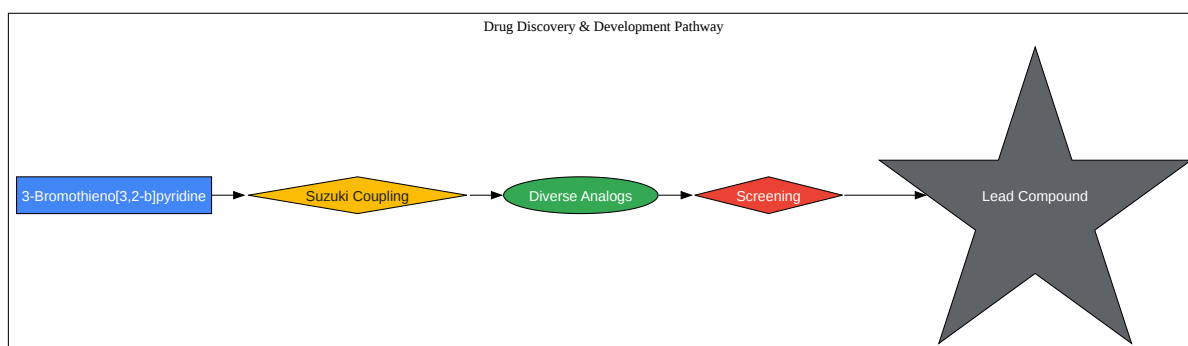 Drug Discovery & Development Pathway
3-Bromothieno[3,2-b]pyridine
Suzuki Coupling
Diverse Analogs
Screening
Lead Compound